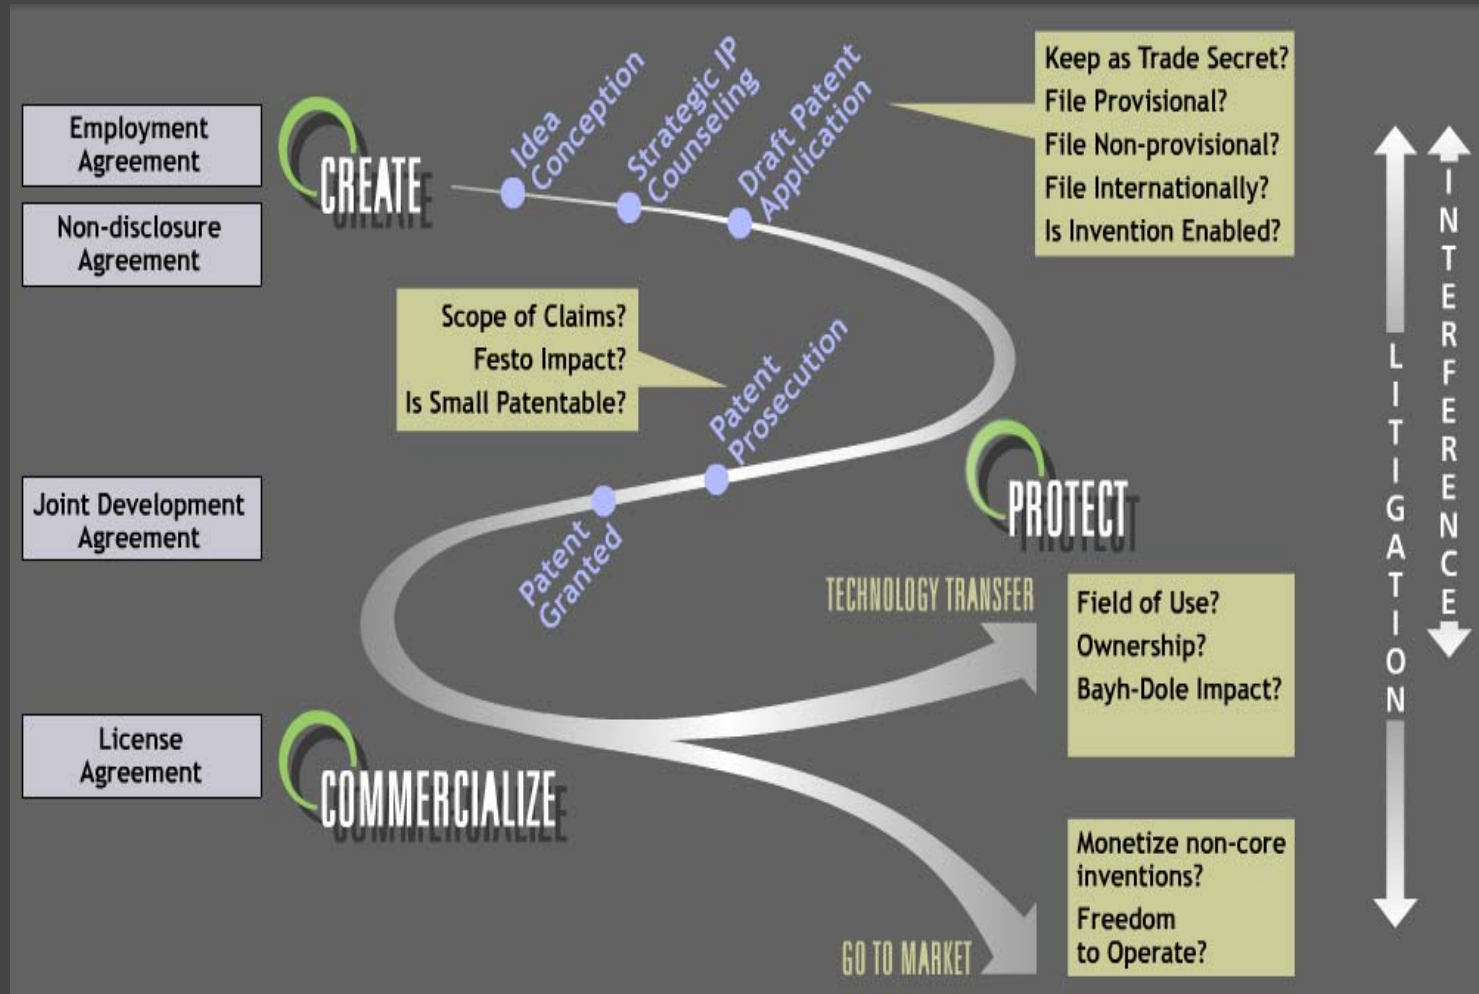 Employment
Agreement
Non-disclosure
Agreement
CREATE
Idea
Conception
Strategic IP
Counseling
Draft Patent
Application
Keep as Trade Secret?
File Provisional?
File Non-provisional?
File Internationally?
Is Invention Enabled?
Scope of Claims?
Festo Impact?
Is Small Patentable?
Patent
Prosecution
Joint Development
Agreement
Patent
Granted
PROTECT
TECHNOLOGY TRANSFER
Field of Use?
Ownership?
Bayh-Dole Impact?
License
Agreement
COMMERCIALIZE
GO TO MARKET
Monetize non-core
inventions?
Freedom
to Operate?
LITIGATION
INTERFERENCE